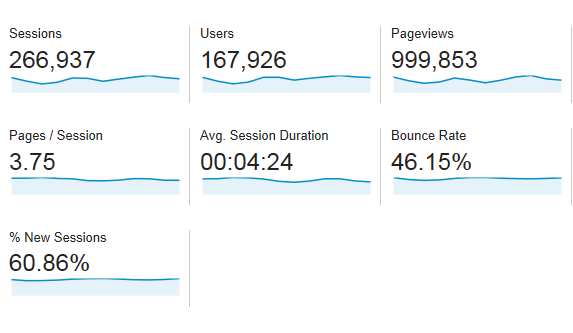 Sessions
266,937
Users
167,926
Pageviews
999,853
Pages / Session
3.75
Avg. Session Duration
00:04:24
Bounce Rate
46.15%
% New Sessions
60.86%